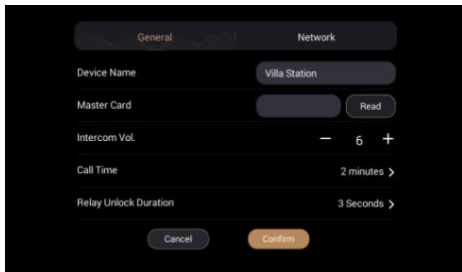 General Network
Device Name Villa Station
Master Card Read
Intercom Vol. − 6 +
Call Time 2 minutes >
Relay Unlock Duration 3 Seconds >
Cancel Confirm